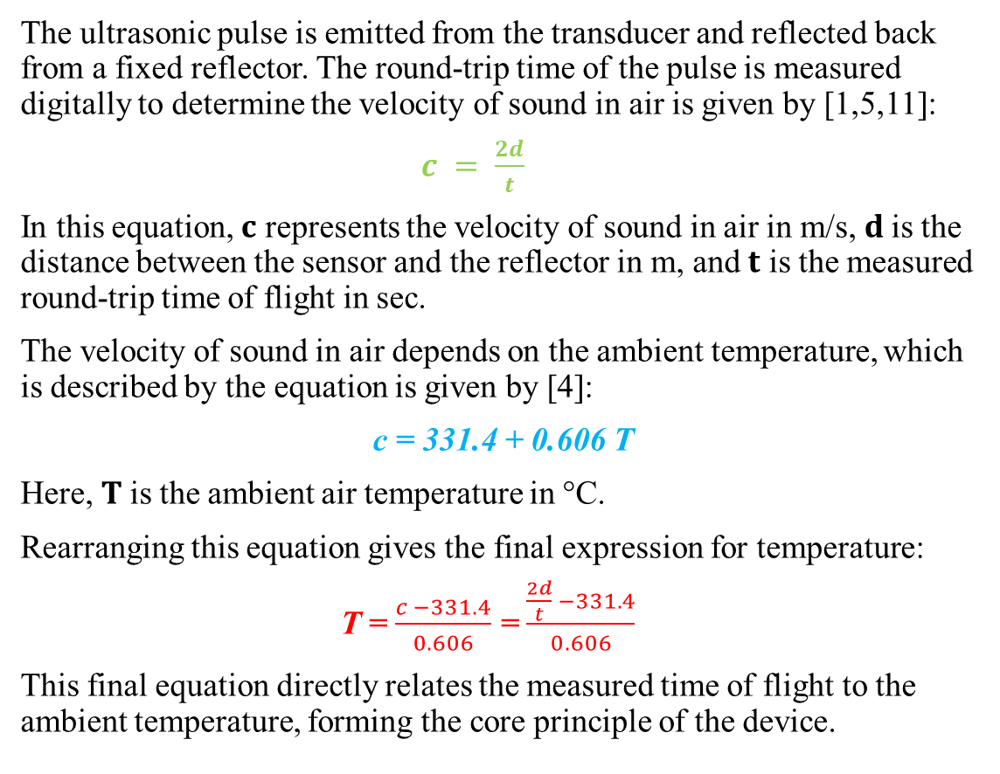 The ultrasonic pulse is emitted from the transducer and reflected back
from a fixed reflector. The round-trip time of the pulse is measured
digitally to determine the velocity of sound in air is given by [1,5,11]:
c = 2d/t
In this equation, c represents the velocity of sound in air in m/s, d is the
distance between the sensor and the reflector in m, and t is the measured
round-trip time of flight in sec.
The velocity of sound in air depends on the ambient temperature, which
is described by the equation is given by [4]:
c = 331.4 + 0.606 T
Here, T is the ambient air temperature in °C.
Rearranging this equation gives the final expression for temperature:
T = (c −331.4)/0.606 = (2d/t −331.4)/0.606
This final equation directly relates the measured time of flight to the
ambient temperature, forming the core principle of the device.